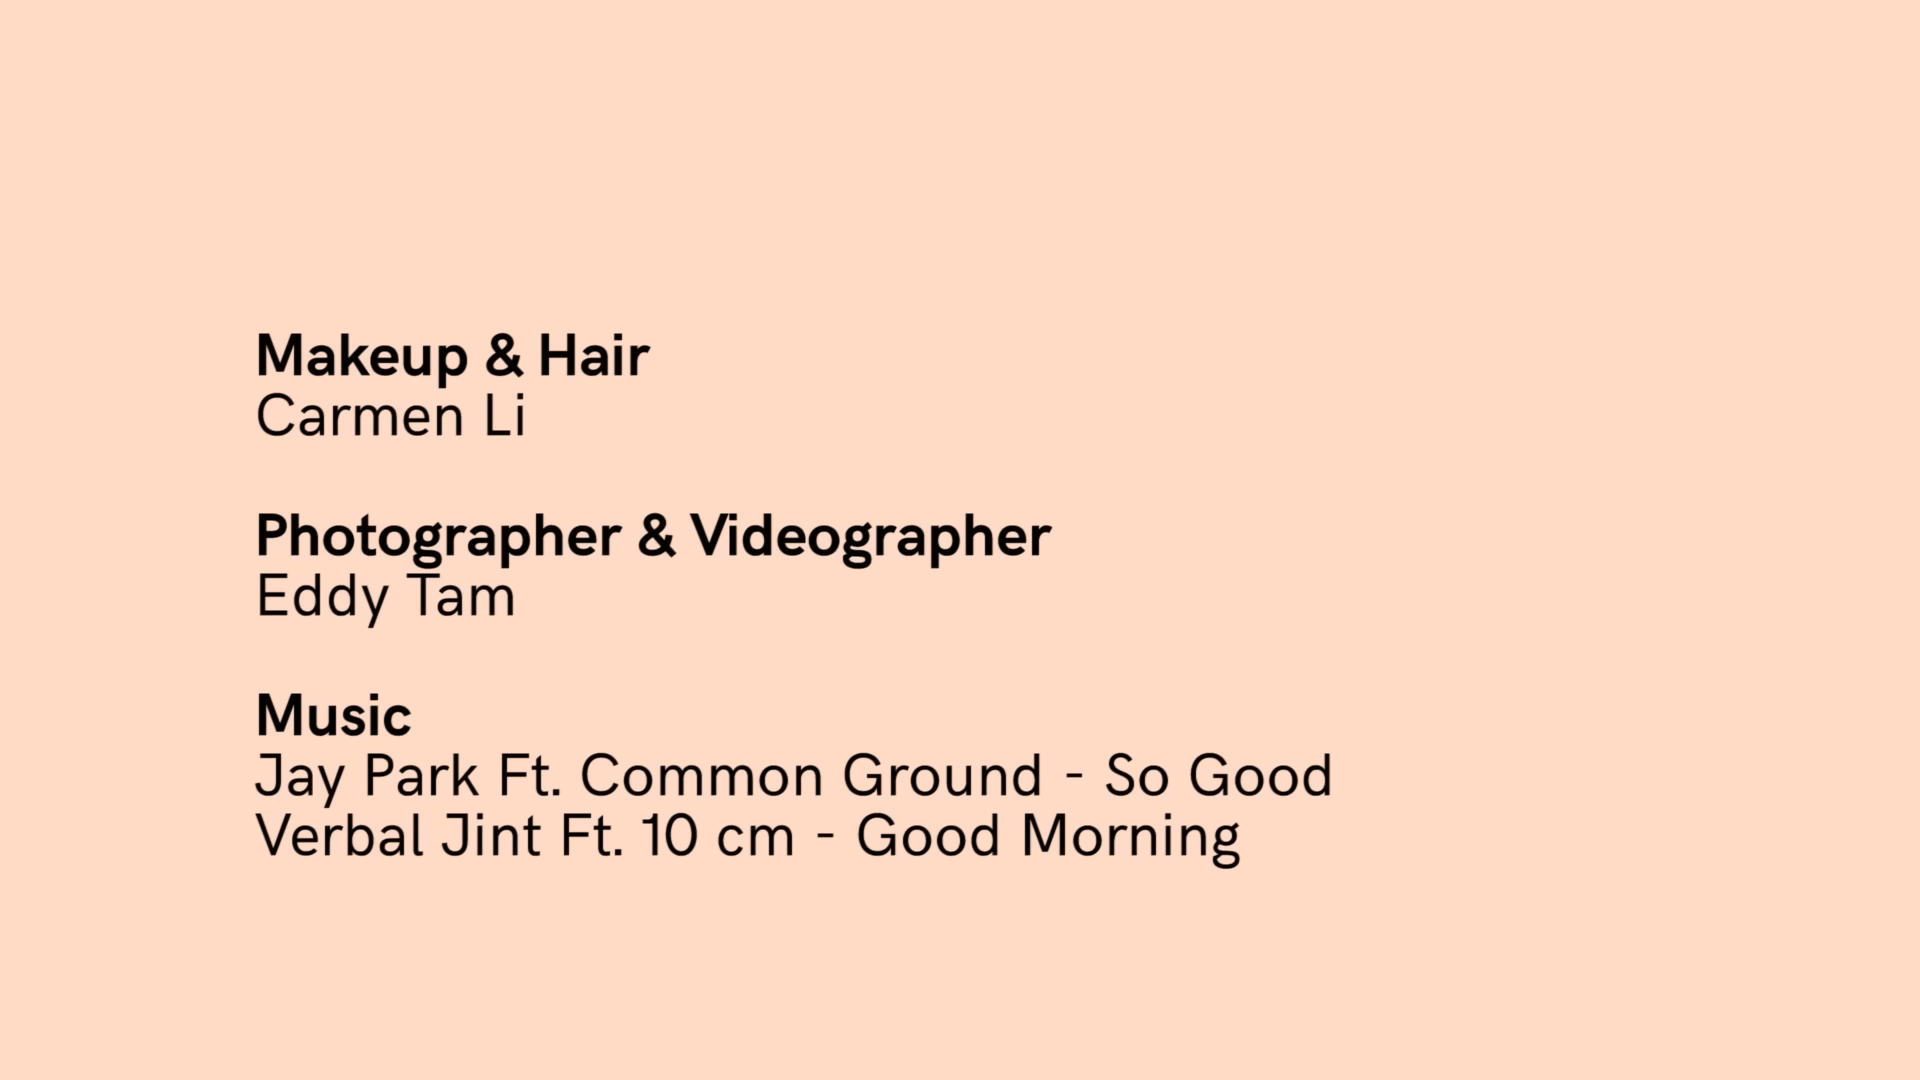 Makeup & Hair
Carmen Li
Photographer & Videographer
Eddy Tam
Music
Jay Park Ft. Common Ground - So Good
Verbal Jint Ft. 10 cm - Good Morning